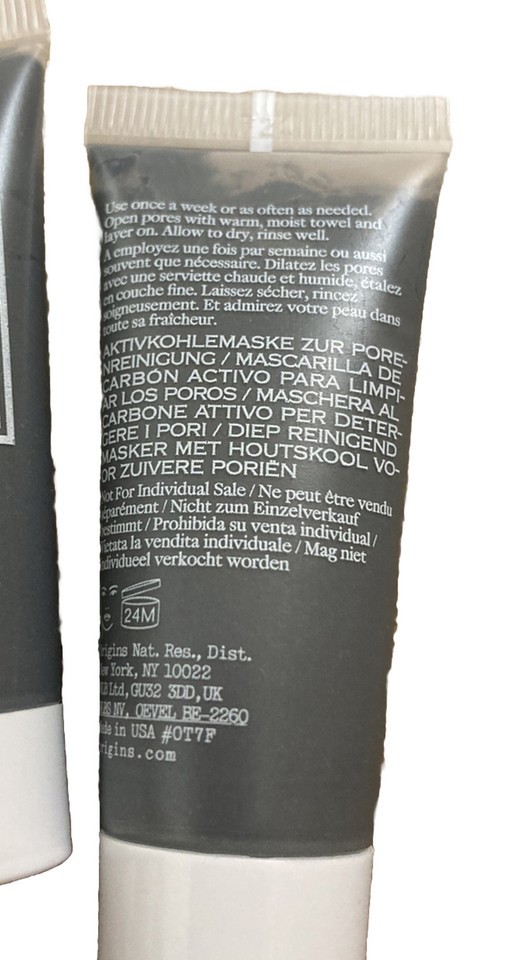 Use once a week or as often as needed.
Open pores with warm, moist towel and
layer on. Allow to dry, rinse well.
A employez une fois par semaine ou aussi
souvent que nécessaire. Dilatez les pores
avec une serviette chaude et humide, étalez
en couche fine. Laissez sécher, rincez
soigneusement. Et admirez votre peau dans
toute sa fraîcheur.
AKTIVKOHLEMASKE ZUR PORE-
NREINIGUNG / MASCARILLA DE
CARBÓN ACTIVO PARA LIMPI-
AR LOS POROS / MASCHERA AL
CARBONE ATTIVO PER DETER-
GERE I PORI / DIEP REINIGEND
MASKER MET HOUTSKOOL VO-
OR ZUIVERE PORIËN
Not For Individual Sale / Ne peut être vendu
séparément / Nicht zum Einzelverkauf
bestimmt / Prohibida su venta individual /
Vietata la vendita individuale / Mag niet
individueel verkocht worden
24M
Origins Nat. Res., Dist.
New York, NY 10022
Ltd, GU32 3DD, UK
NV, OEVEL BE-2260
Made in USA #0T7F
origins.com